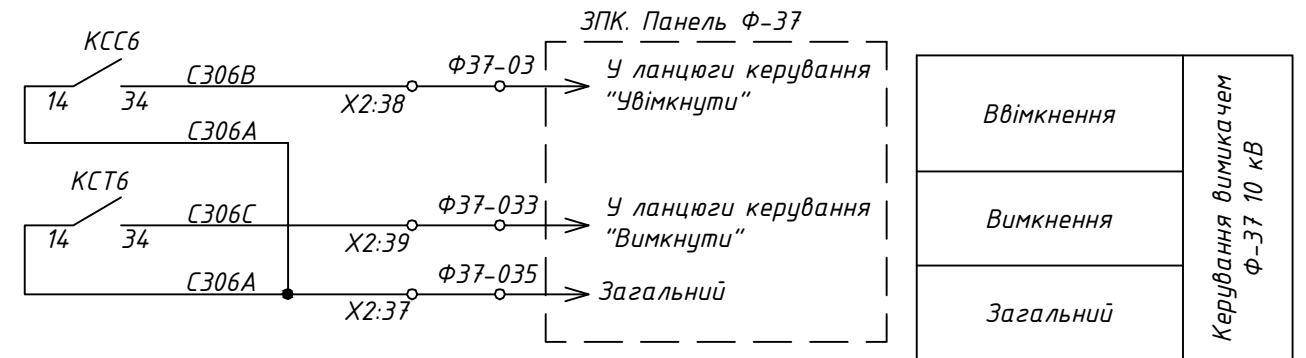 ЗПК. Панель Ф-37
КСС6
14 34
С306В
Х2:38
Ф37-03
У ланцюги керування
"Увімкнути"
С306А
КСТ6
14 34
С306С
Х2:39
Ф37-033
У ланцюги керування
"Вимкнути"
С306А
Х2:37
Ф37-035
Загальний
Ввімкнення
Вимкнення
Загальний
Керування вимикачем
Ф-37 10 кВ